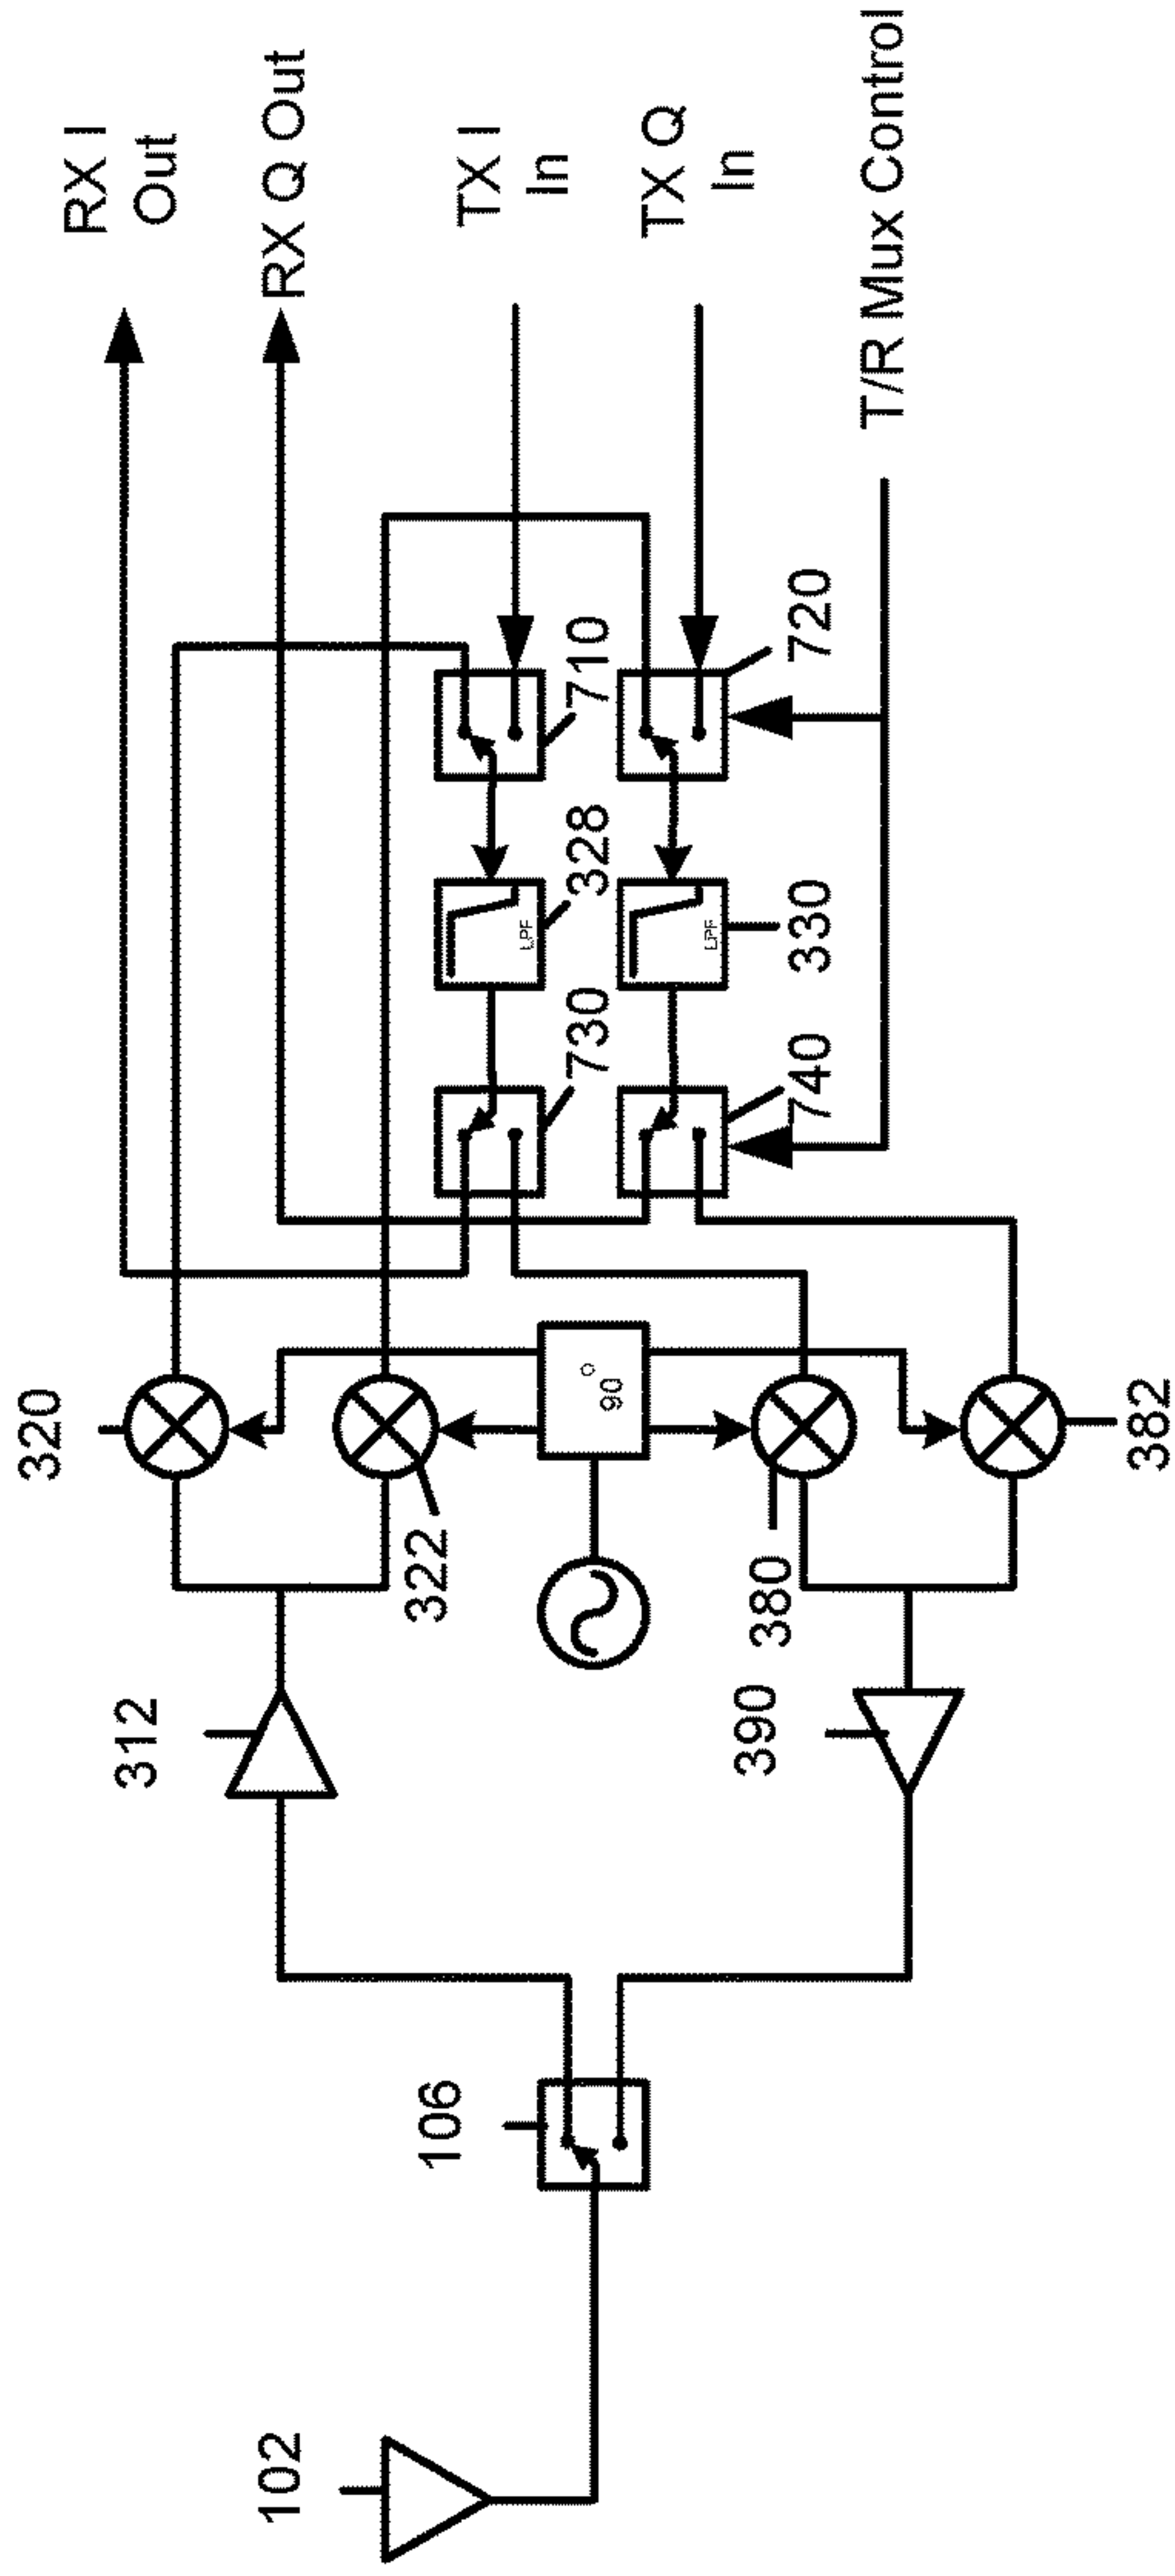 RX I
Out
RX Q Out
TX I
In
TX Q
In
T/R Mux Control
320
322
312
106
102
710
328
LPF
730
720
330
LPF
740
90°
380
382
390